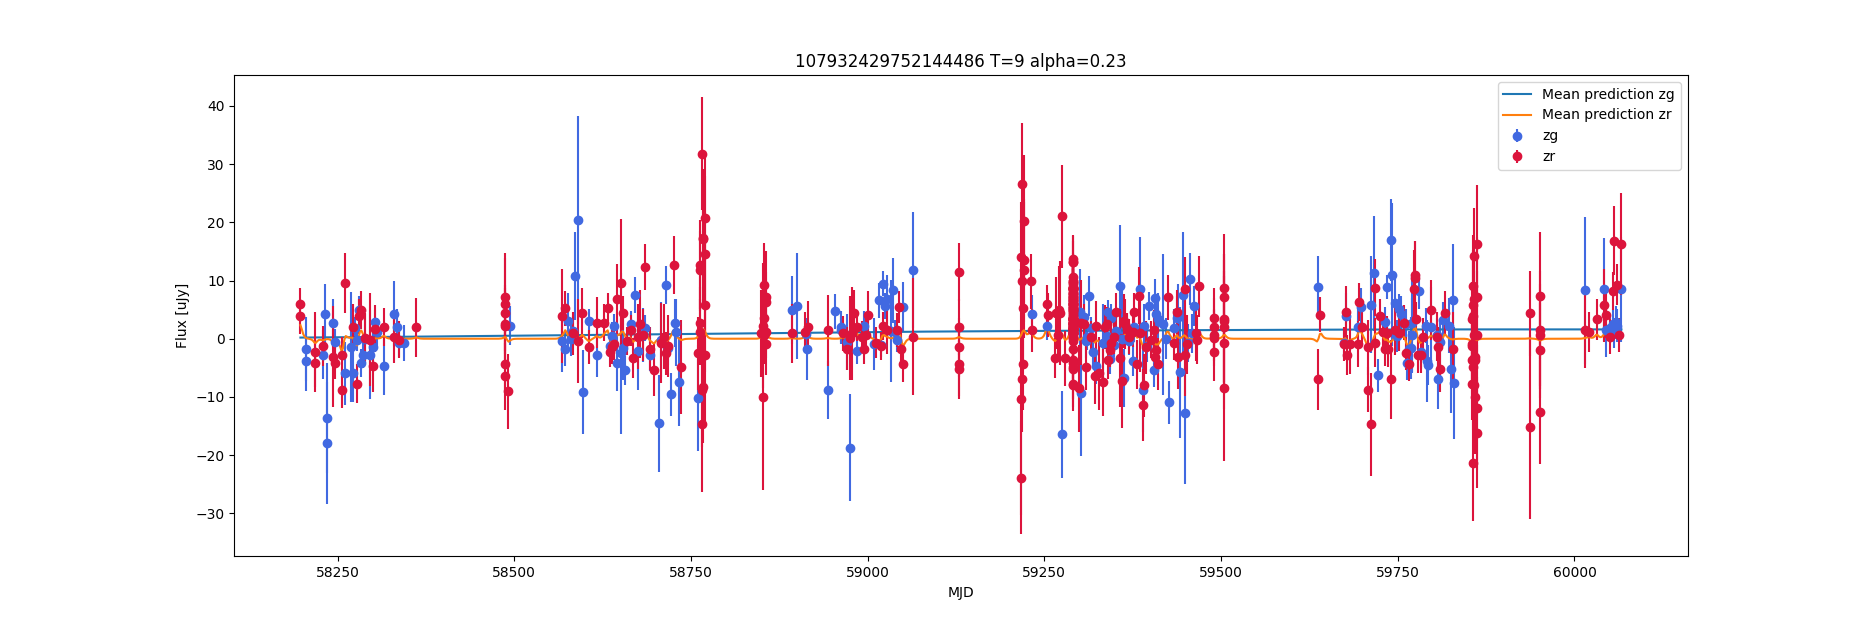 107932429752144486 T=9 alpha=0.23
Mean prediction zg
Mean prediction zr
zg
zr
Flux [uJy]
40
30
20
10
0
−10
−20
−30
58250 58500 58750 59000 59250 59500 59750 60000
MJD